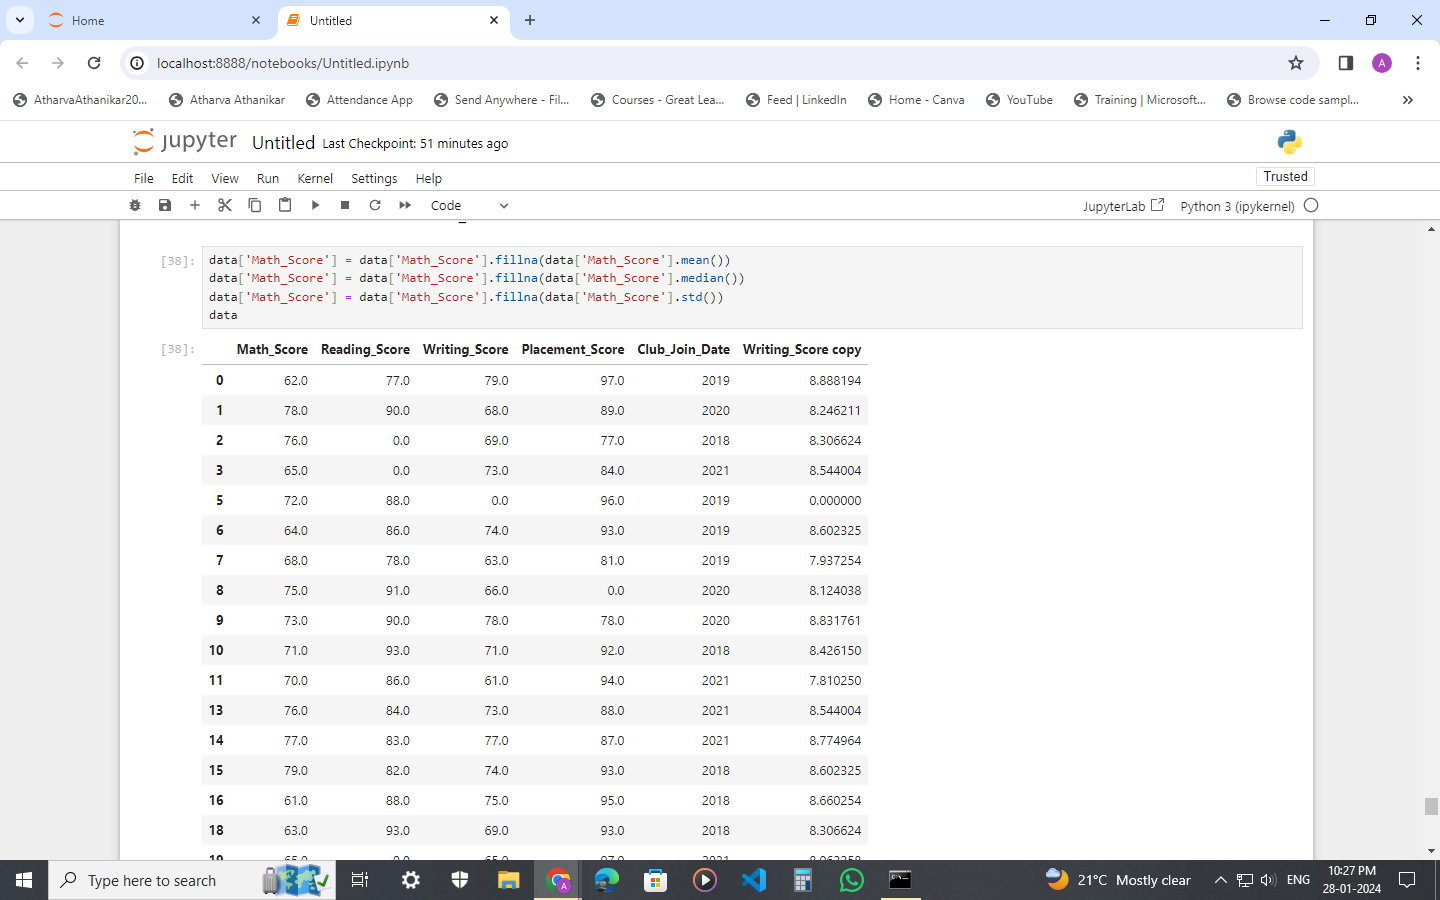 Home
Untitled
localhost:8888/notebooks/Untitled.ipynb
A
AtharvaAthanikar20...
Atharva Athanikar
Attendance App
Send Anywhere - Fil...
Courses - Great Lea...
Feed | LinkedIn
Home - Canva
YouTube
Training | Microsoft...
Browse code sampl...
jupyter Untitled Last Checkpoint: 51 minutes ago
File Edit View Run Kernel Settings Help
Trusted
Code
JupyterLab
Python 3 (ipykernel)
[38]:
data['Math_Score'] = data['Math_Score'].fillna(data['Math_Score'].mean())
data['Math_Score'] = data['Math_Score'].fillna(data['Math_Score'].median())
data['Math_Score'] = data['Math_Score'].fillna(data['Math_Score'].std())
data
[38]:
Math_Score Reading_Score Writing_Score Placement_Score Club_Join_Date Writing_Score copy
0 62.0 77.0 79.0 97.0 2019 8.888194
1 78.0 90.0 68.0 89.0 2020 8.246211
2 76.0 0.0 69.0 77.0 2018 8.306624
3 65.0 0.0 73.0 84.0 2021 8.544004
5 72.0 88.0 0.0 96.0 2019 0.000000
6 64.0 86.0 74.0 93.0 2019 8.602325
7 68.0 78.0 63.0 81.0 2019 7.937254
8 75.0 91.0 66.0 0.0 2020 8.124038
9 73.0 90.0 78.0 78.0 2020 8.831761
10 71.0 93.0 71.0 92.0 2018 8.426150
11 70.0 86.0 61.0 94.0 2021 7.810250
13 76.0 84.0 73.0 88.0 2021 8.544004
14 77.0 83.0 77.0 87.0 2021 8.774964
15 79.0 82.0 74.0 93.0 2018 8.602325
16 61.0 88.0 75.0 95.0 2018 8.660254
18 63.0 93.0 69.0 93.0 2018 8.306624
Type here to search
21°C Mostly clear
ENG
10:27 PM
28-01-2024